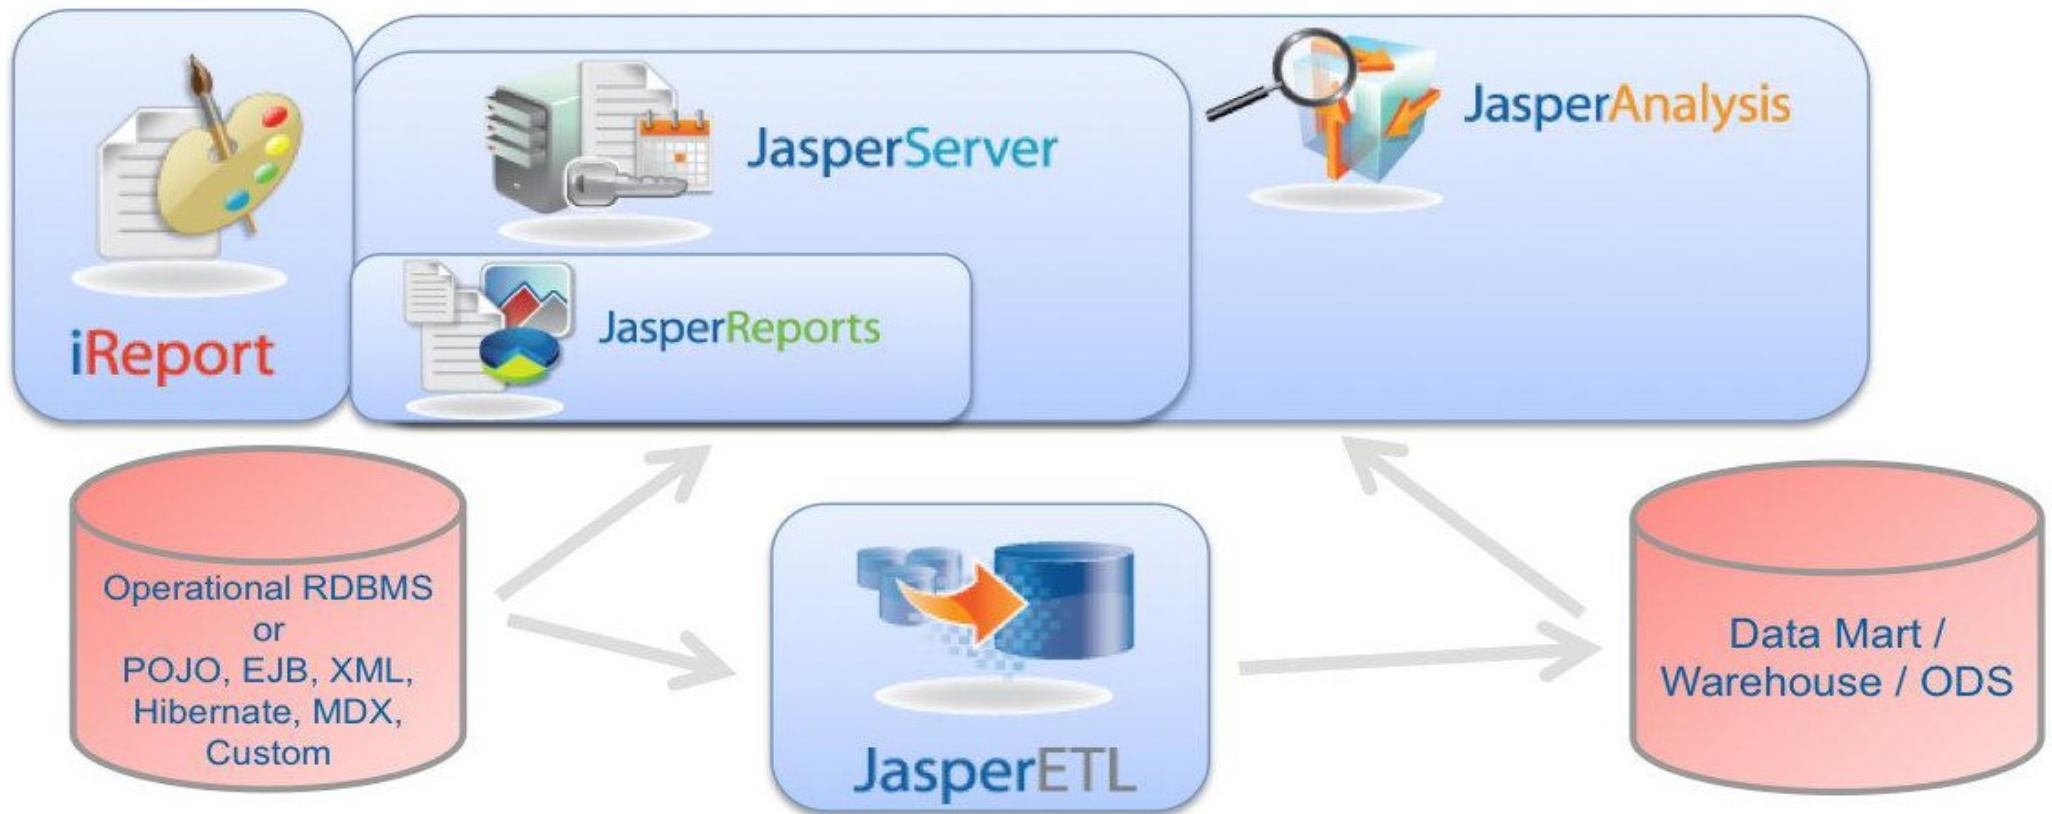 iReport
JasperServer
JasperAnalysis
JasperReports
Operational RDBMS
or
POJO, EJB, XML,
Hibernate, MDX,
Custom
JasperETL
Data Mart /
Warehouse / ODS